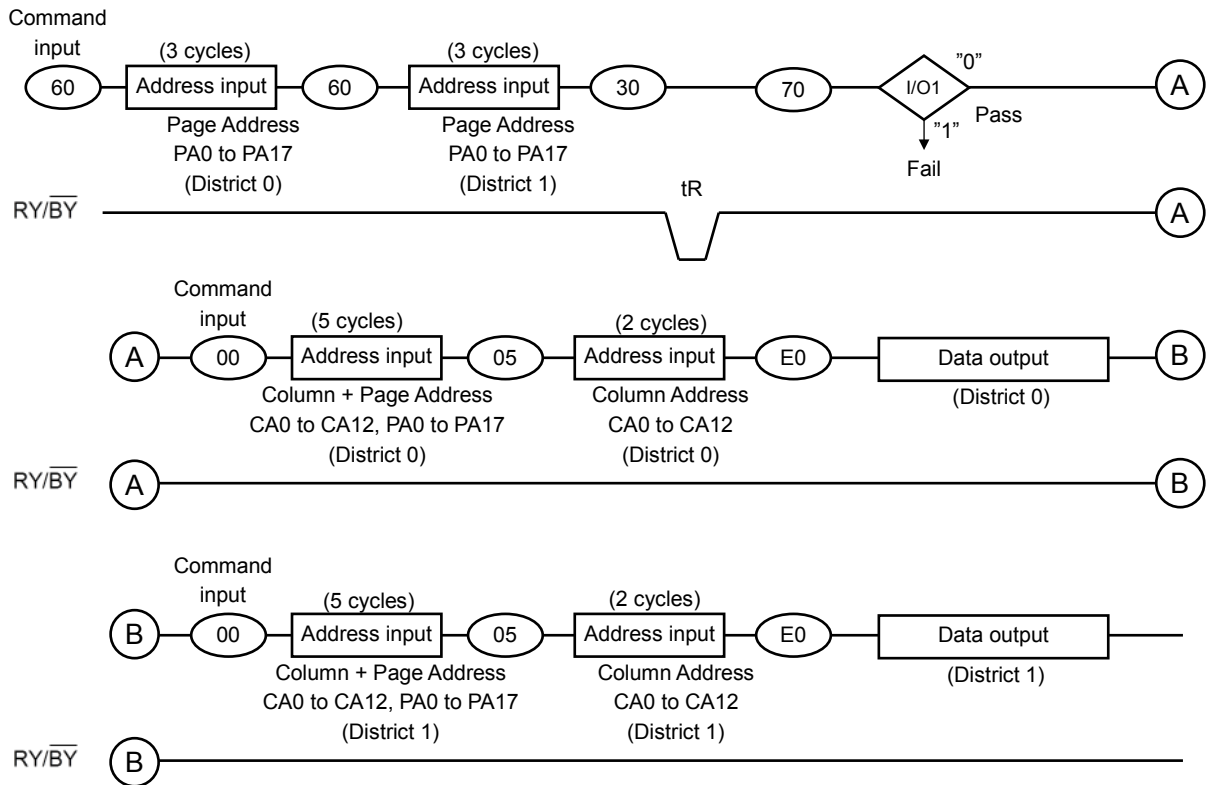 Command
input
(3 cycles)
(3 cycles)
60
Address input
60
Address input
30
70
I/O1
”0”
A
Page Address
PA0 to PA17
(District 0)
Page Address
PA0 to PA17
(District 1)
”1”
Pass
Fail
tR
RY/BY
A
Command
input
(5 cycles)
(2 cycles)
A
00
Address input
05
Address input
E0
Data output
B
Column + Page Address
CA0 to CA12, PA0 to PA17
(District 0)
Column Address
CA0 to CA12
(District 0)
(District 0)
RY/BY
A
B
Command
input
(5 cycles)
(2 cycles)
B
00
Address input
05
Address input
E0
Data output
Column + Page Address
CA0 to CA12, PA0 to PA17
(District 1)
Column Address
CA0 to CA12
(District 1)
(District 1)
RY/BY
B